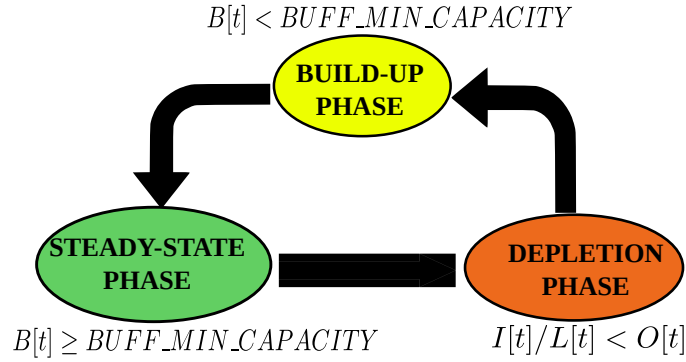 B[t] < BUFF_MIN_CAPACITY
BUILD-UP
PHASE
STEADY-STATE
PHASE
DEPLETION
PHASE
B[t] ≥ BUFF_MIN_CAPACITY
I[t]/L[t] < O[t]